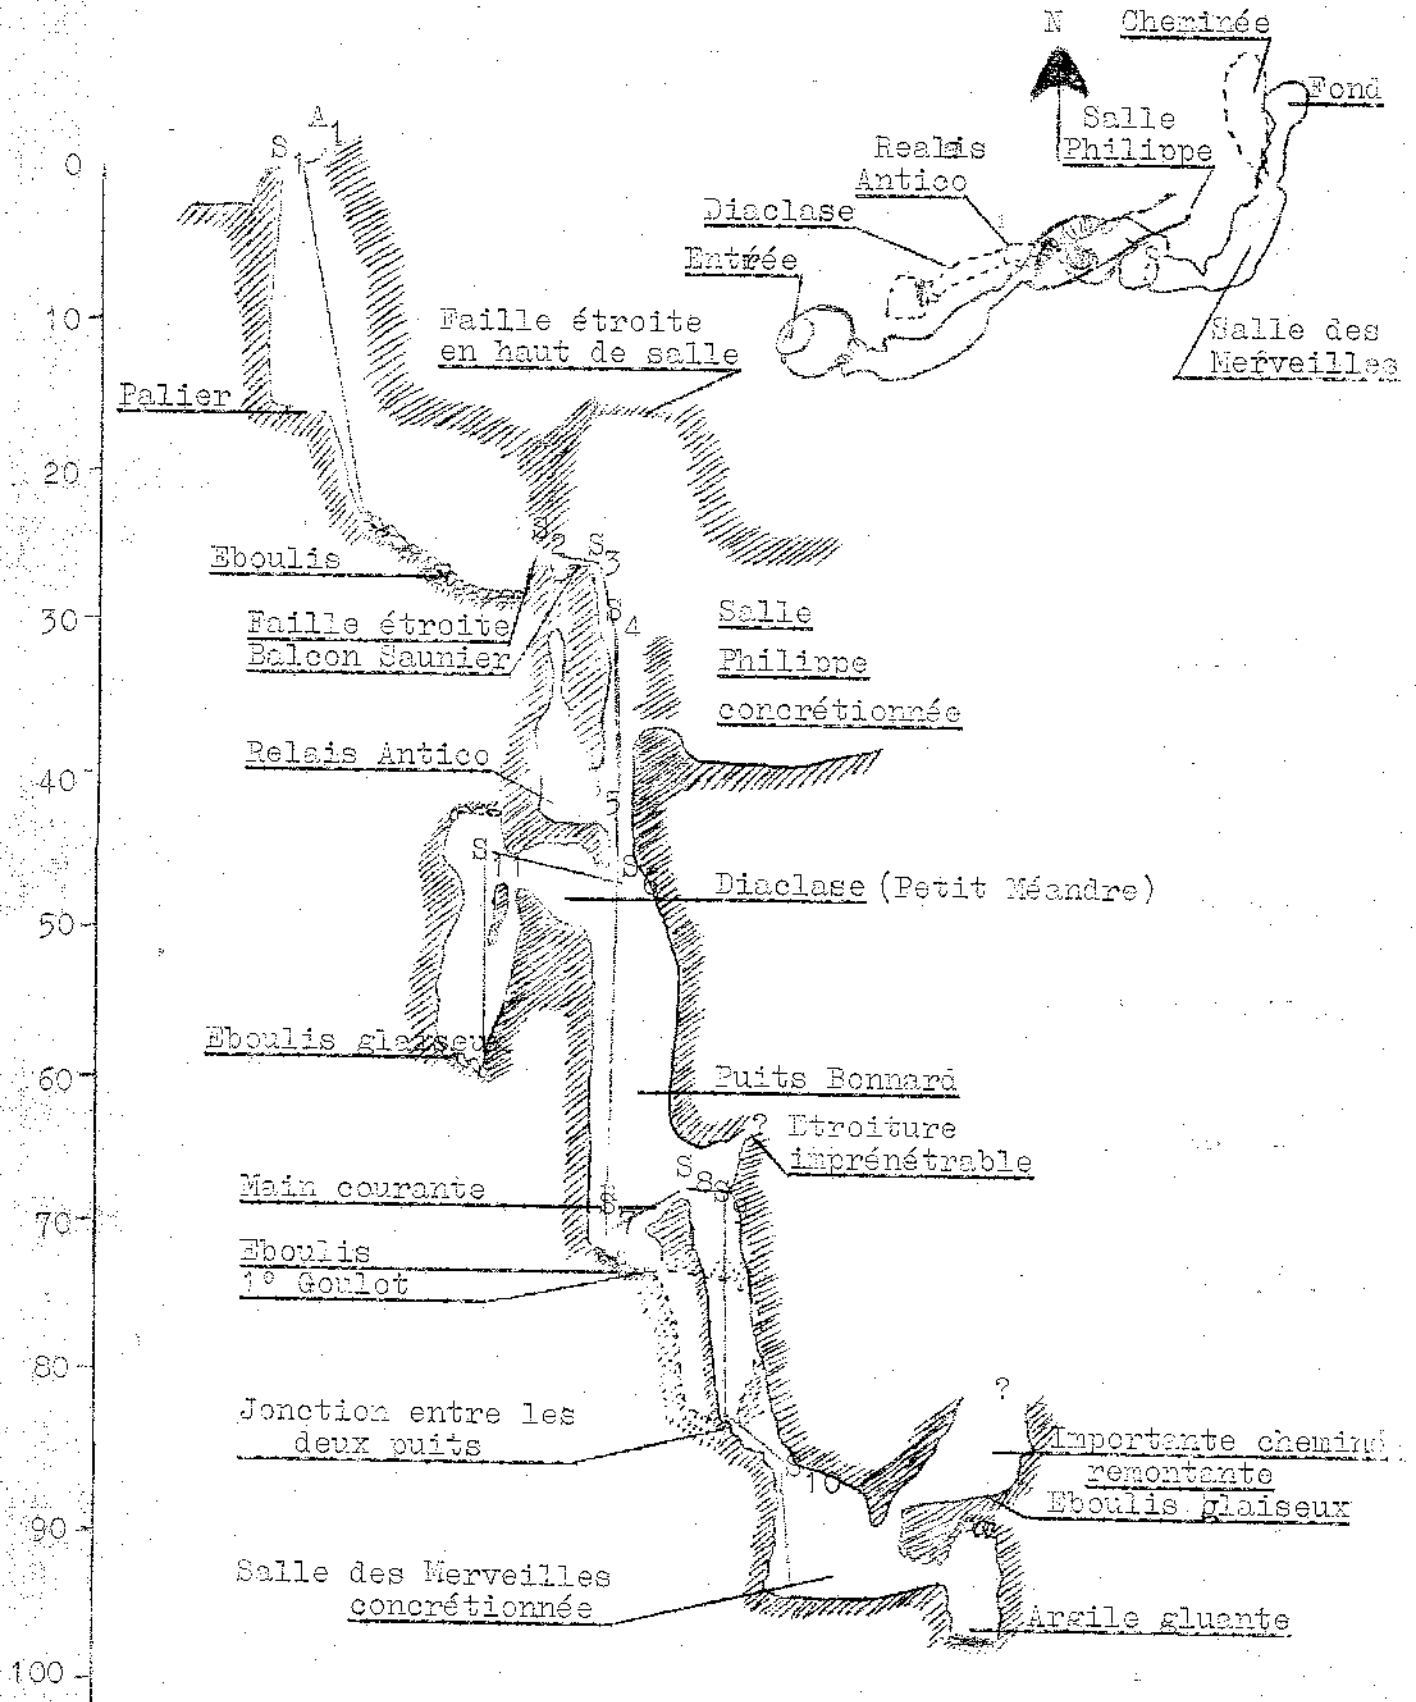 N
Cheminée
Fond
Salle
Philippe
Realais
Antico
Diaclase
Entrée
Salle des
Merveilles
A1
S1
0
10
Faille étroite
en haut de salle
Palier
20
S2
S3
Eboulis
30
S4
Faille étroite
Balcon Saunier
Salle
Philippe
concrétionnée
Relais Antico
40
5
S11
S6
Diaclase (Petit Méandre)
50
Eboulis glaiseux
60
Puits Bonnard
? Etroiture
imprénétrable
S8
S9
Main courante
S7
70
Eboulis
1° Goulot
80
?
Jonction entre les
deux puits
S10
Importante cheminé
remontante
Eboulis glaiseux
90
Salle des Merveilles
concrétionnée
Argile gluante
100